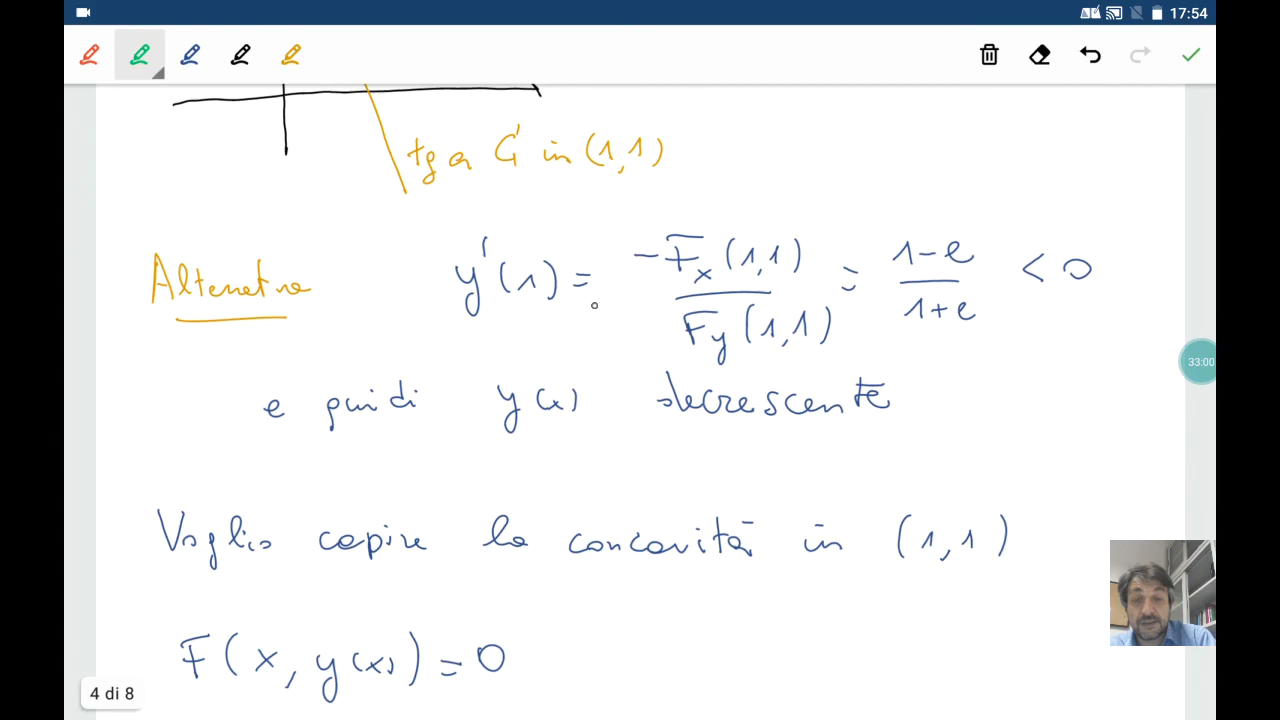 17:54
tg a G in (1,1)
Alternativa y'(1) = -Fx(1,1) / Fy(1,1) = 1-e / 1+e < 0
33:00
e quindi y(x) decrescente
Voglio capire la concavità in (1,1)
F(x, y(x)) = 0
4 di 8